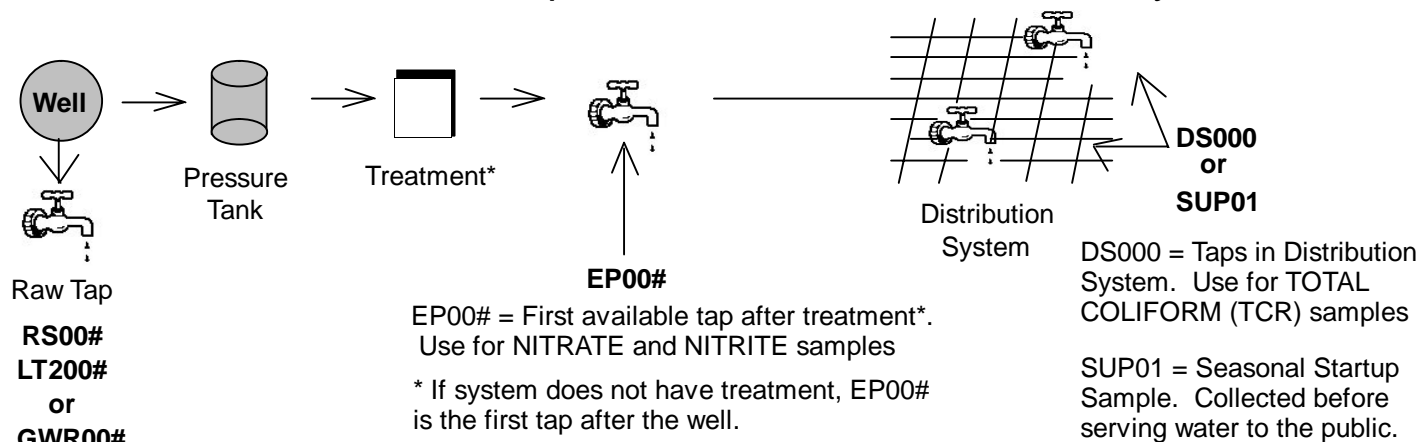 Well
Pressure
Tank
Treatment*
Raw Tap
RS00#
LT200#
or
GWR00#
EP00#
EP00# = First available tap after treatment*.
Use for NITRATE and NITRITE samples
* If system does not have treatment, EP00#
is the first tap after the well.
Distribution
System
DS000
or
SUP01
DS000 = Taps in Distribution
System. Use for TOTAL
COLIFORM (TCR) samples
SUP01 = Seasonal Startup
Sample. Collected before
serving water to the public.